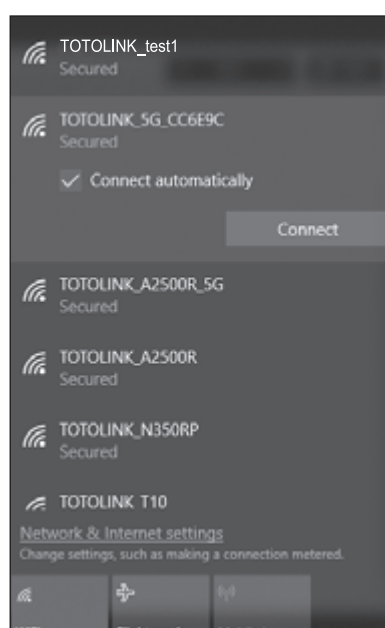 TOTOLINK_test1
Secured
TOTOLINK_5G_CC6E9C
Secured
Connect automatically
Connect
TOTOLINK_A2500R_5G
Secured
TOTOLINK_A2500R
Secured
TOTOLINK_N350RP
Secured
TOTOLINK T10
Network & Internet settings
Change settings, such as making a connection metered.